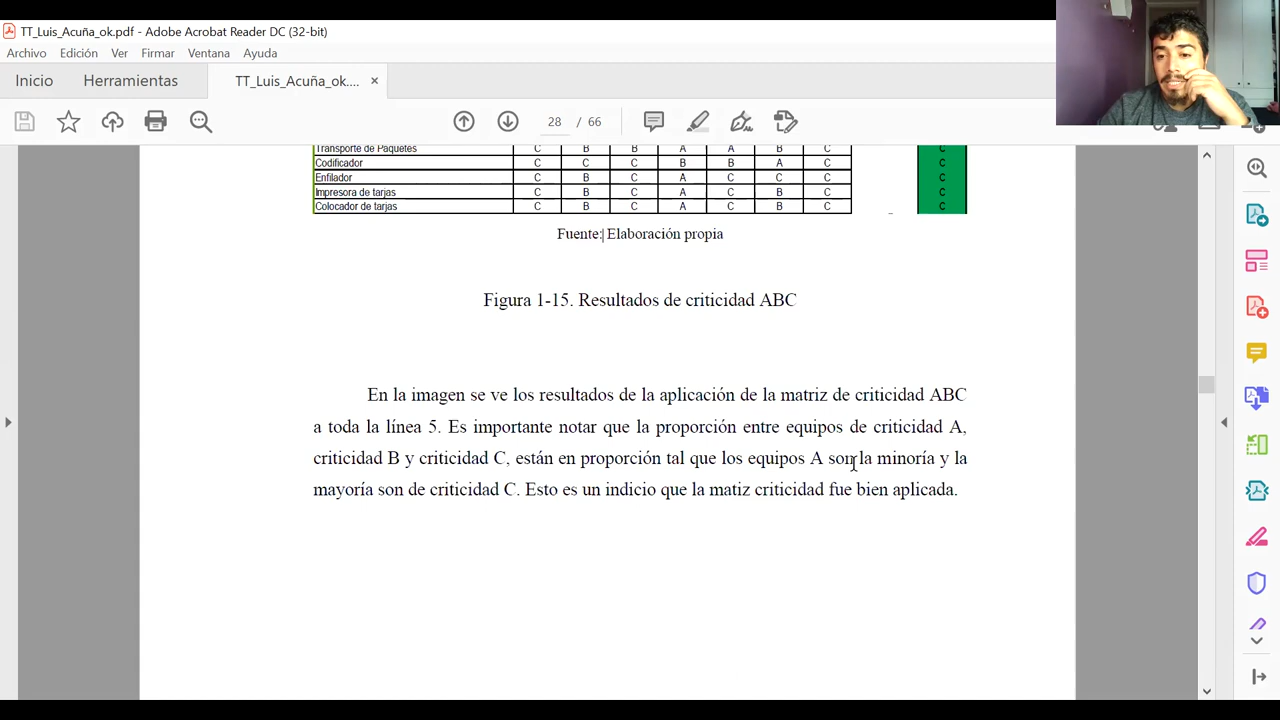 TT_Luis_Acuña_ok.pdf - Adobe Acrobat Reader DC (32-bit)
Archivo Edición Ver Firmar Ventana Ayuda
Inicio Herramientas TT_Luis_Acuña_ok.... ×
28 / 66
Transporte de Paquetes C B B A A B C C
Codificador C C C B B A C C
Enfilador C B C A C C C C
Impresora de tarjas C B C A C B C C
Colocador de tarjas C B C A C B C C
Fuente: Elaboración propia
Figura 1-15. Resultados de criticidad ABC
En la imagen se ve los resultados de la aplicación de la matriz de criticidad ABC
a toda la línea 5. Es importante notar que la proporción entre equipos de criticidad A,
criticidad B y criticidad C, están en proporción tal que los equipos A son la minoría y la
mayoría son de criticidad C. Esto es un indicio que la matiz criticidad fue bien aplicada.